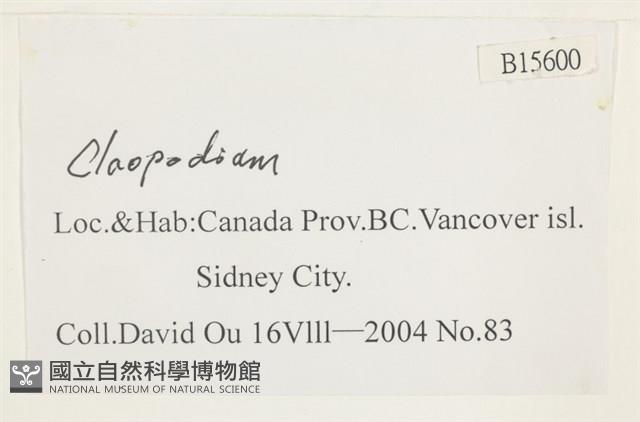 B15600
Claopodium
Loc.&Hab:Canada Prov.BC.Vancover isl.
Sidney City.
Coll.David Ou 16Vlll—2004 No.83
國立自然科學博物館
NATIONAL MUSEUM OF NATURAL SCIENCE